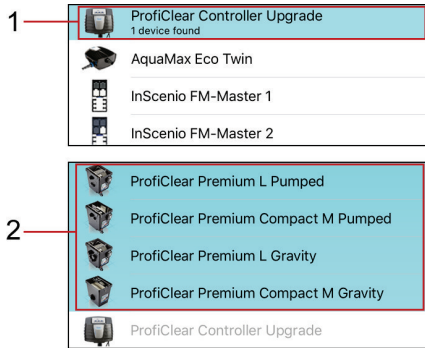 1
ProfiClear Controller Upgrade
1 device found
AquaMax Eco Twin
InScenio FM-Master 1
InScenio FM-Master 2
2
ProfiClear Premium L Pumped
ProfiClear Premium Compact M Pumped
ProfiClear Premium L Gravity
ProfiClear Premium Compact M Gravity
ProfiClear Controller Upgrade